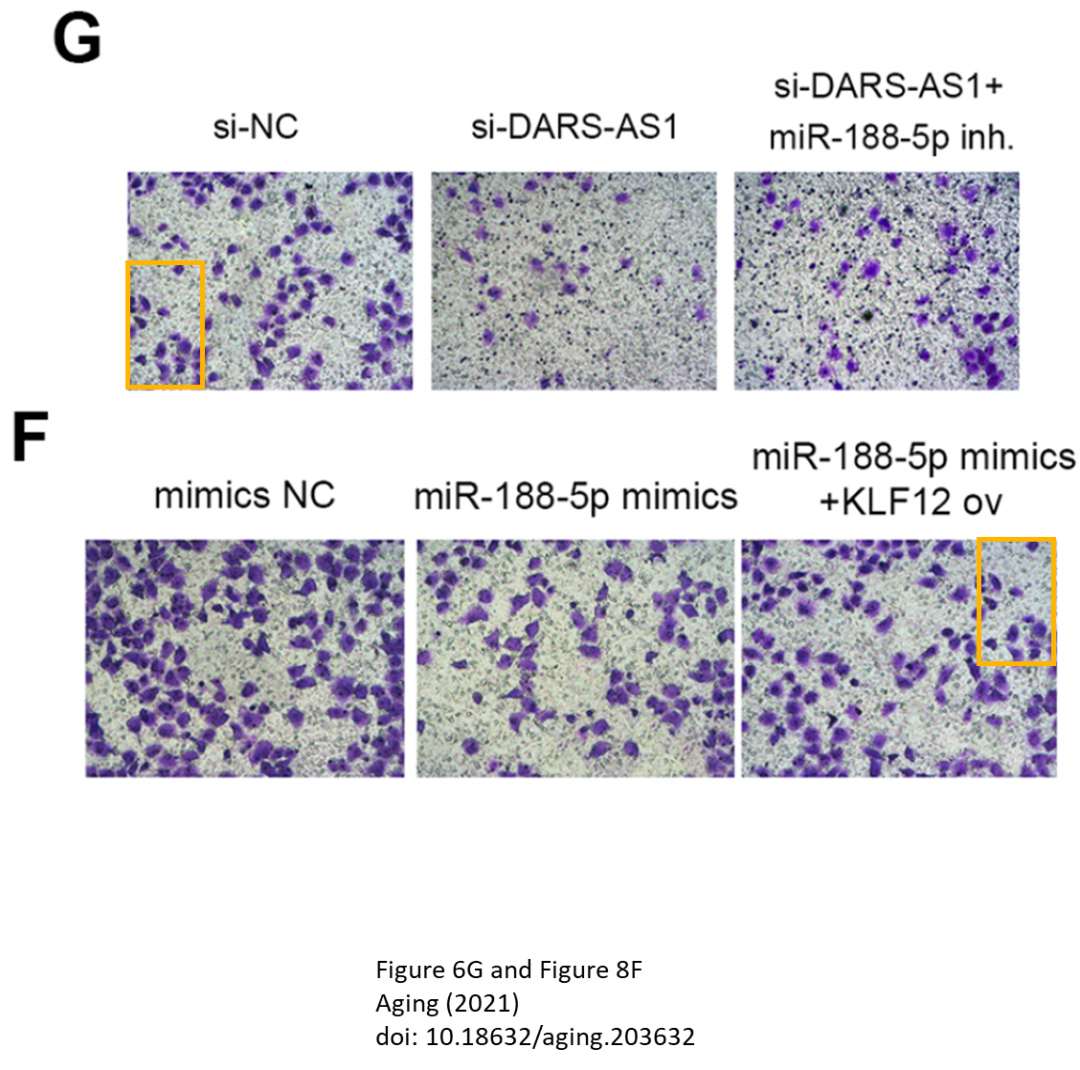 G
si-NC
si-DARS-AS1
si-DARS-AS1+
miR-188-5p inh.
F
mimics NC
miR-188-5p mimics
miR-188-5p mimics
+KLF12 ov
Figure 6G and Figure 8F
Aging (2021)
doi: 10.18632/aging.203632